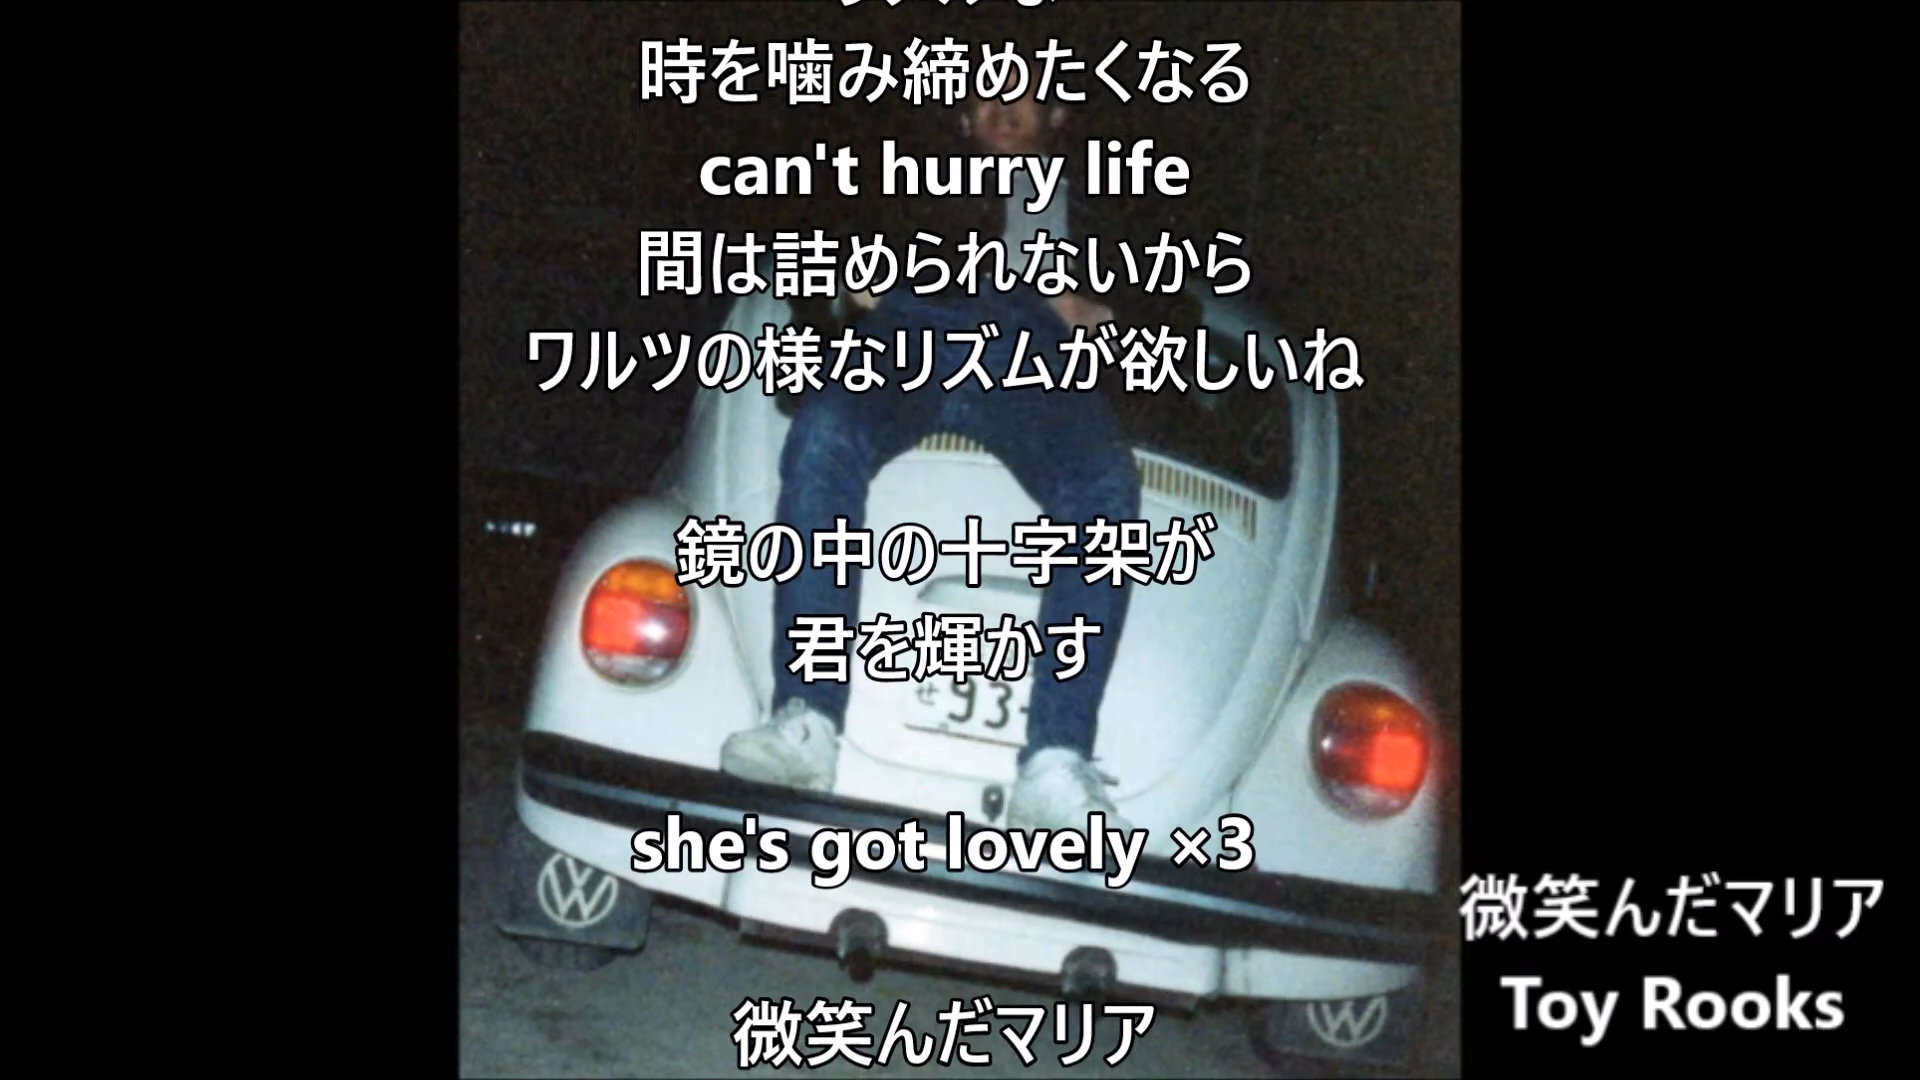 時を噛み締めたくなる
can't hurry life
間は詰められないから
ワルツの様なリズムが欲しいね
鏡の中の十字架が
君を輝かす
せ 93-
she's got lovely ×3
微笑んだマリア
微笑んだマリア
Toy Rooks